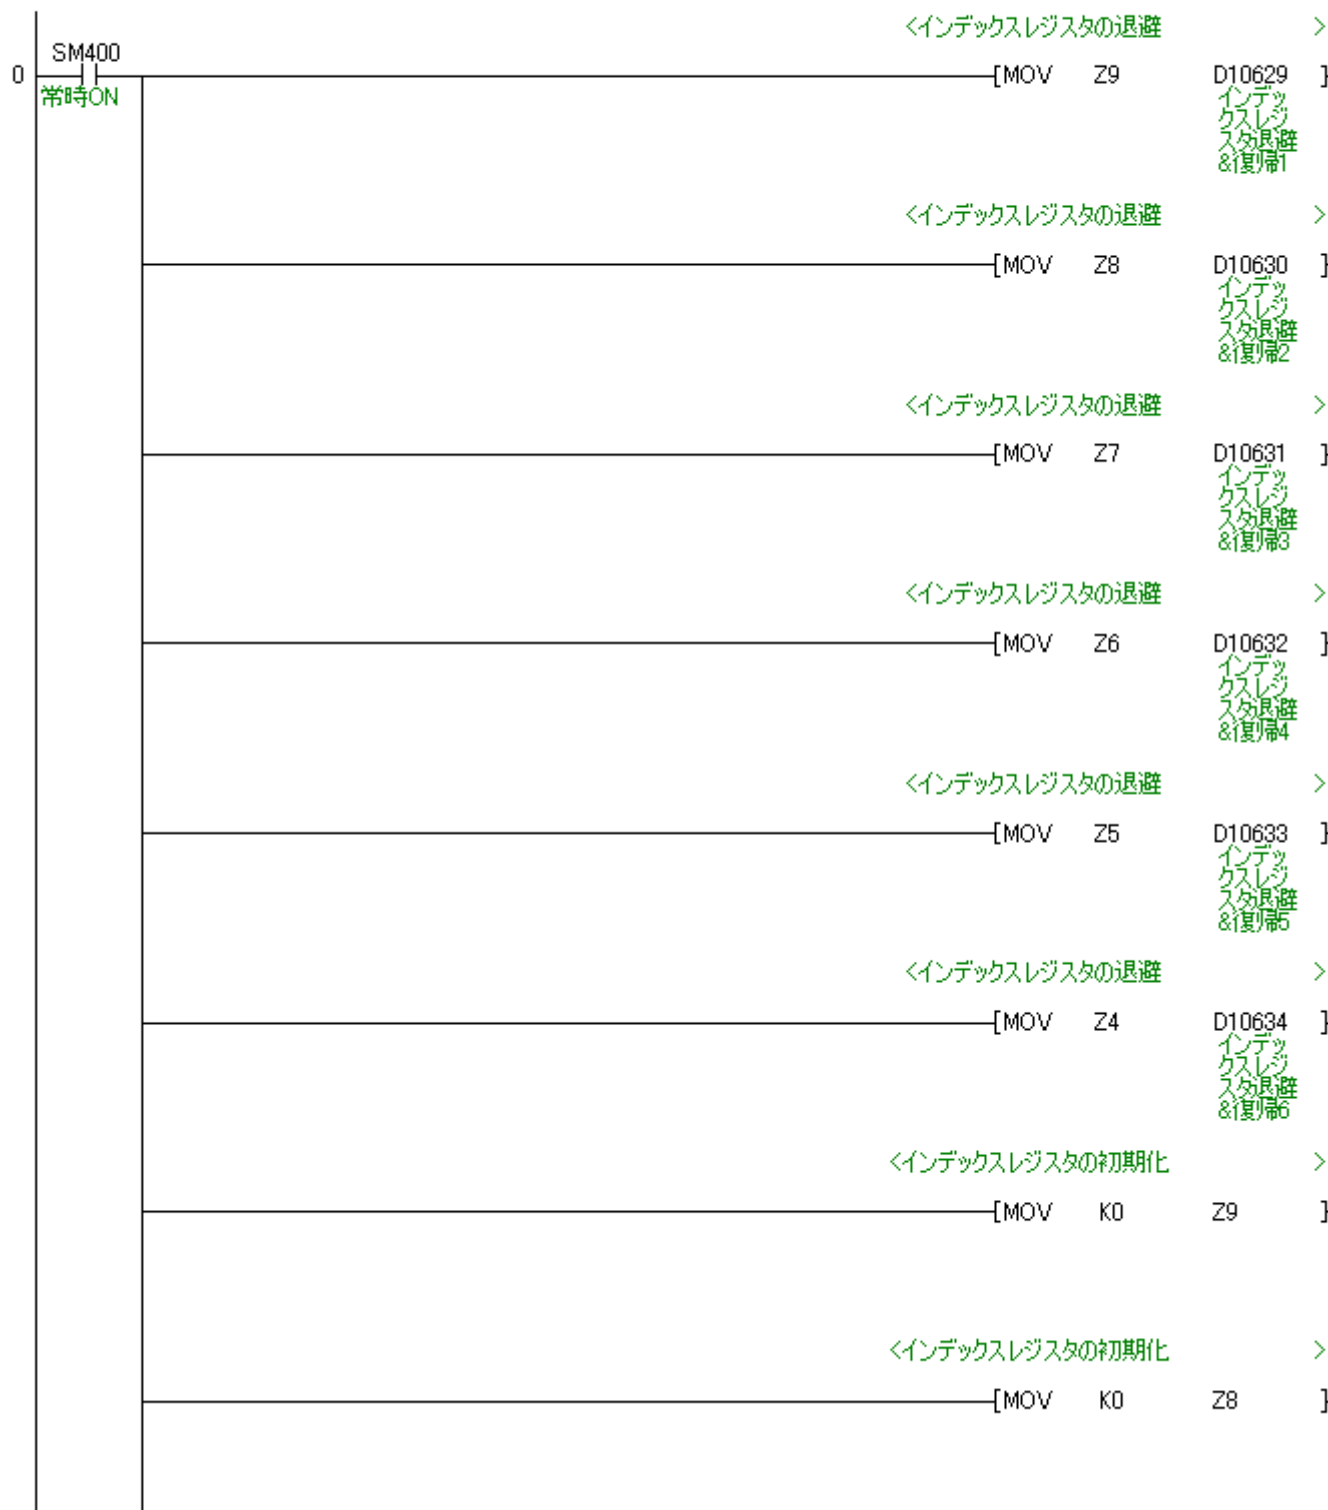 <インデックスレジスタの退避 >
SM400
0 [MOV Z9 D10629 ]
常時ON
インデッ
クスレジ
スタ退避
&復帰1
<インデックスレジスタの退避 >
[MOV Z8 D10630 ]
インデッ
クスレジ
スタ退避
&復帰2
<インデックスレジスタの退避 >
[MOV Z7 D10631 ]
インデッ
クスレジ
スタ退避
&復帰3
<インデックスレジスタの退避 >
[MOV Z6 D10632 ]
インデッ
クスレジ
スタ退避
&復帰4
<インデックスレジスタの退避 >
[MOV Z5 D10633 ]
インデッ
クスレジ
スタ退避
&復帰5
<インデックスレジスタの退避 >
[MOV Z4 D10634 ]
インデッ
クスレジ
スタ退避
&復帰6
<インデックスレジスタの初期化 >
[MOV K0 Z9 ]
<インデックスレジスタの初期化 >
[MOV K0 Z8 ]